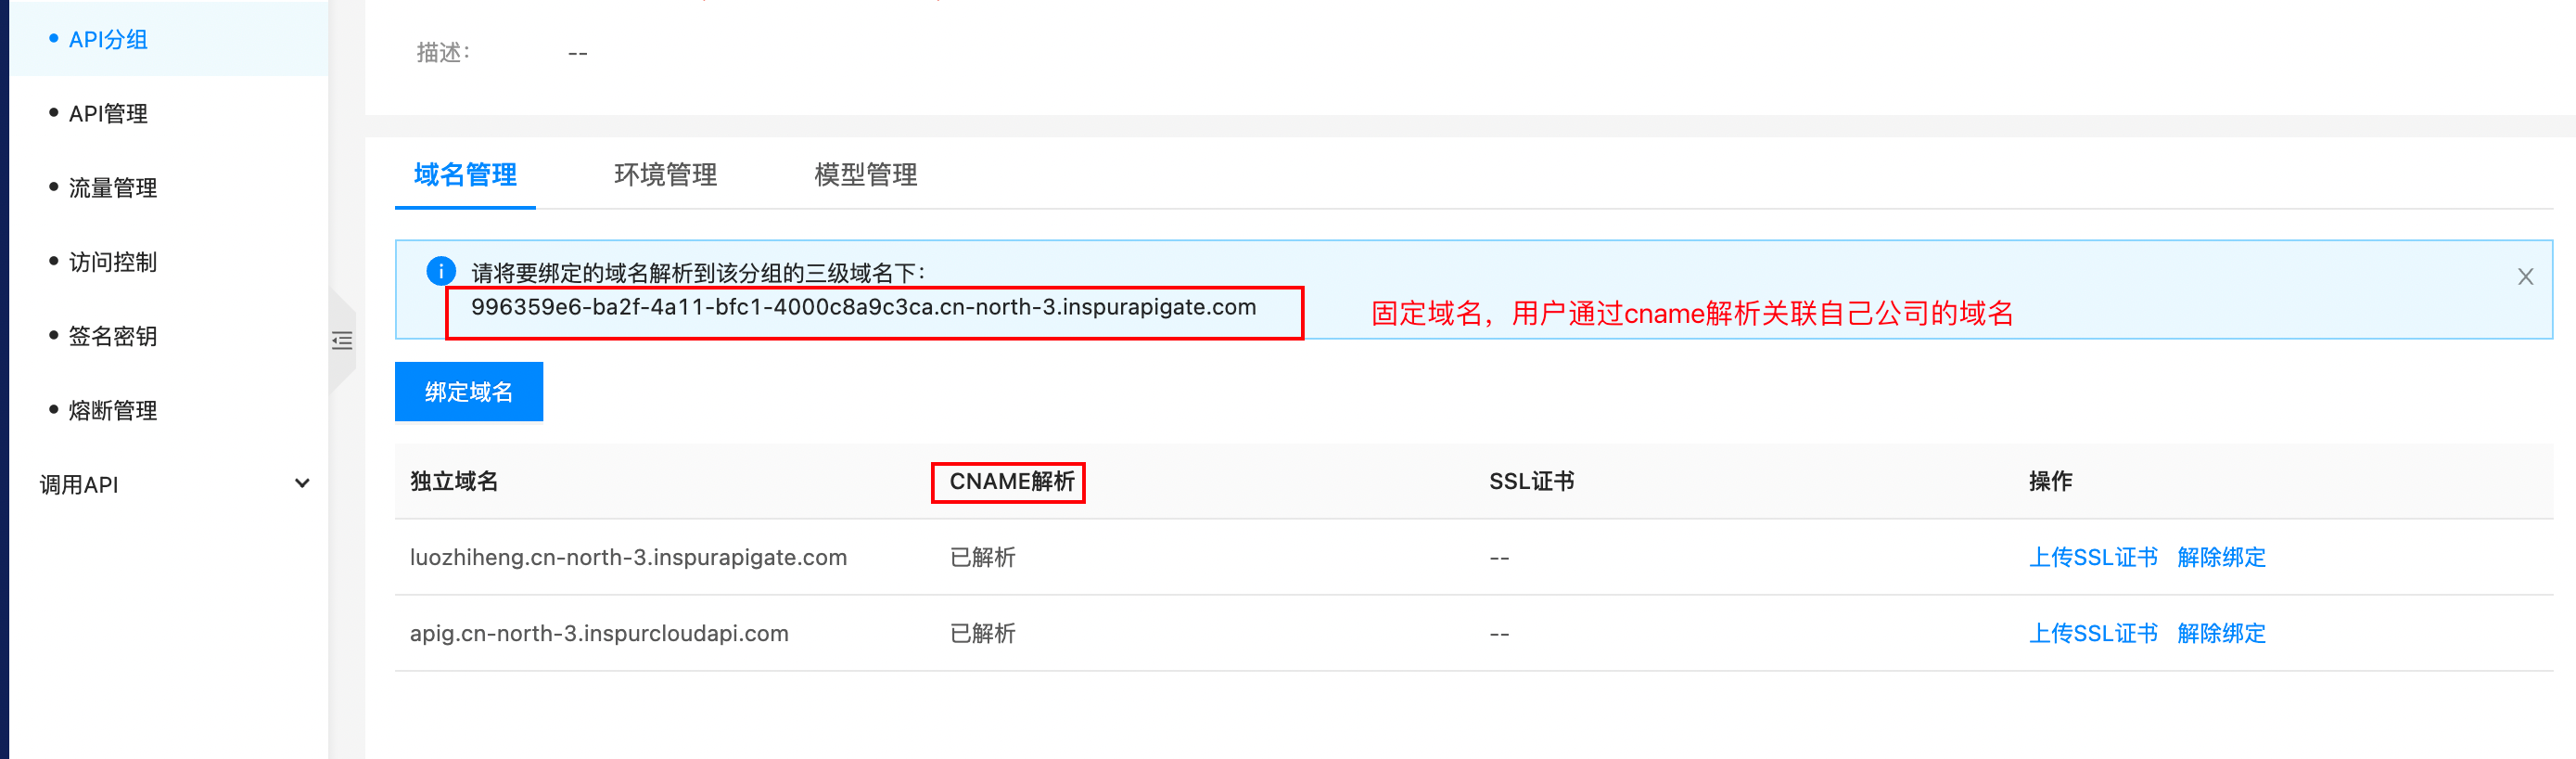 API分组
API管理
流量管理
访问控制
签名密钥
熔断管理
调用API
描述： --
域名管理 环境管理 模型管理
请将要绑定的域名解析到该分组的三级域名下：
996359e6-ba2f-4a11-bfc1-4000c8a9c3ca.cn-north-3.inspurapigate.com
固定域名，用户通过cname解析关联自己公司的域名
绑定域名
独立域名 CNAME解析 SSL证书 操作
luozhiheng.cn-north-3.inspurapigate.com 已解析 -- 上传SSL证书 解除绑定
apig.cn-north-3.inspurcloudapi.com 已解析 -- 上传SSL证书 解除绑定